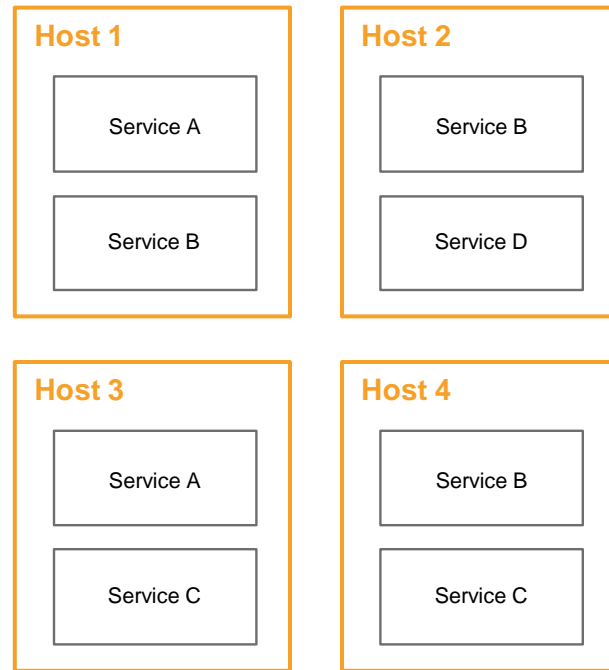 Host 1
Service A
Service B
Host 2
Service B
Service D
Host 3
Service A
Service C
Host 4
Service B
Service C